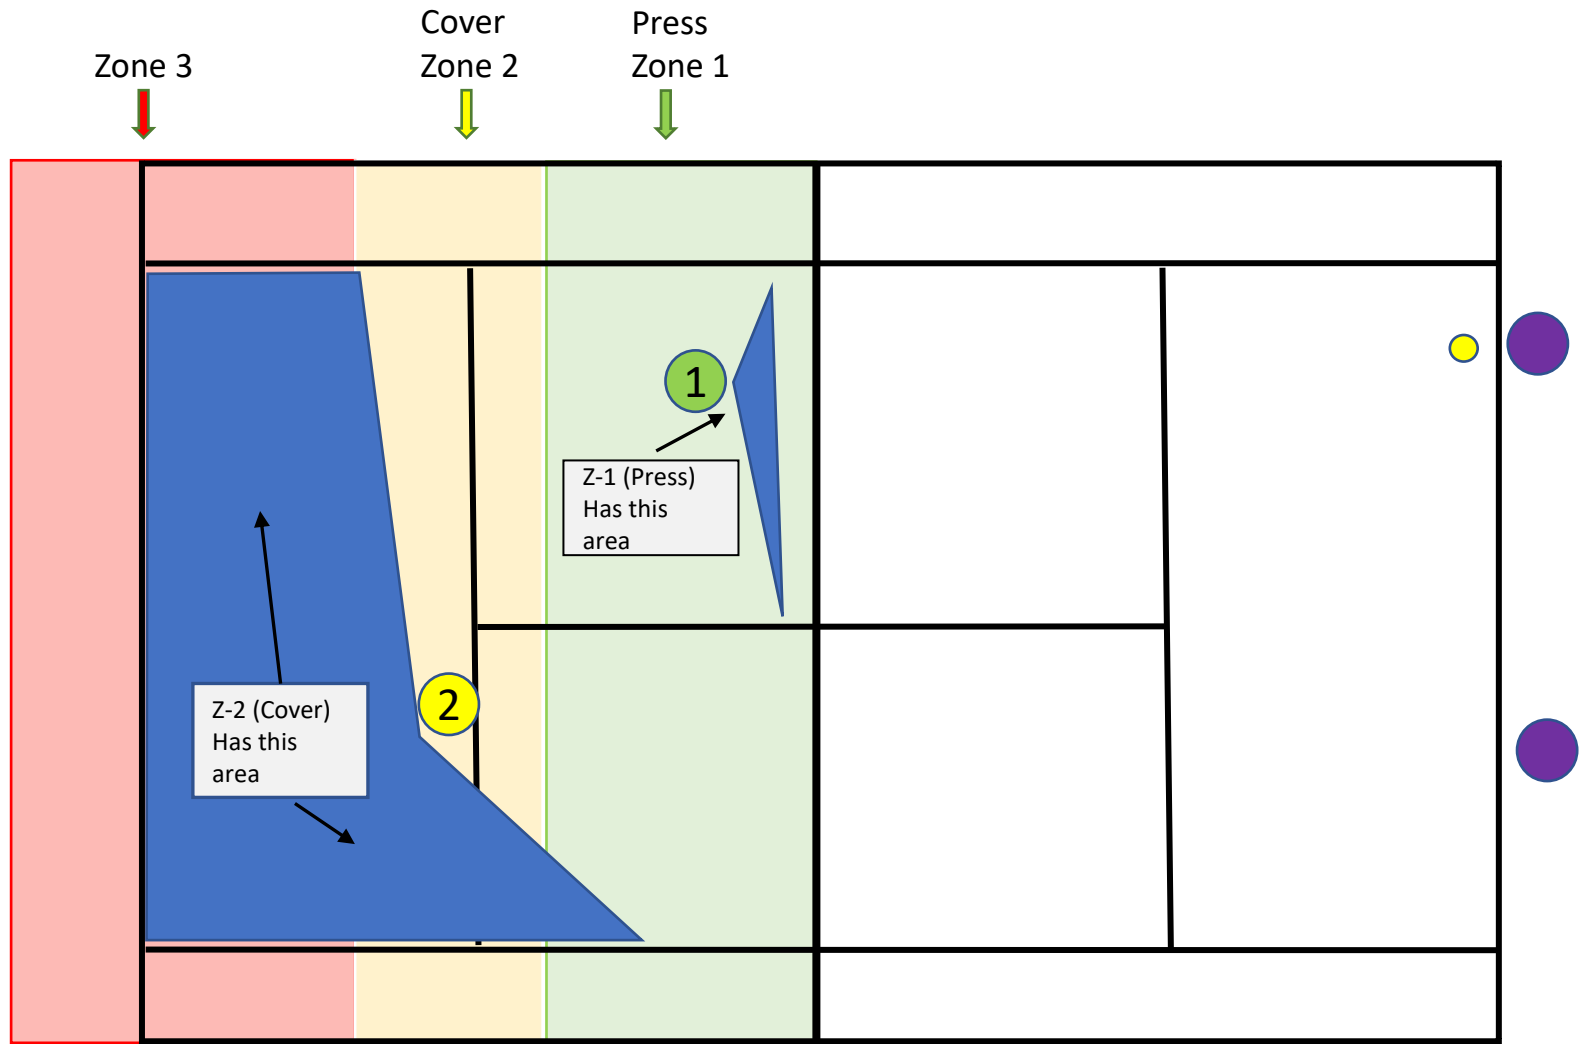 Zone 3
Cover
Zone 2
Press
Zone 1
1
Z-1 (Press)
Has this
area
2
Z-2 (Cover)
Has this
area